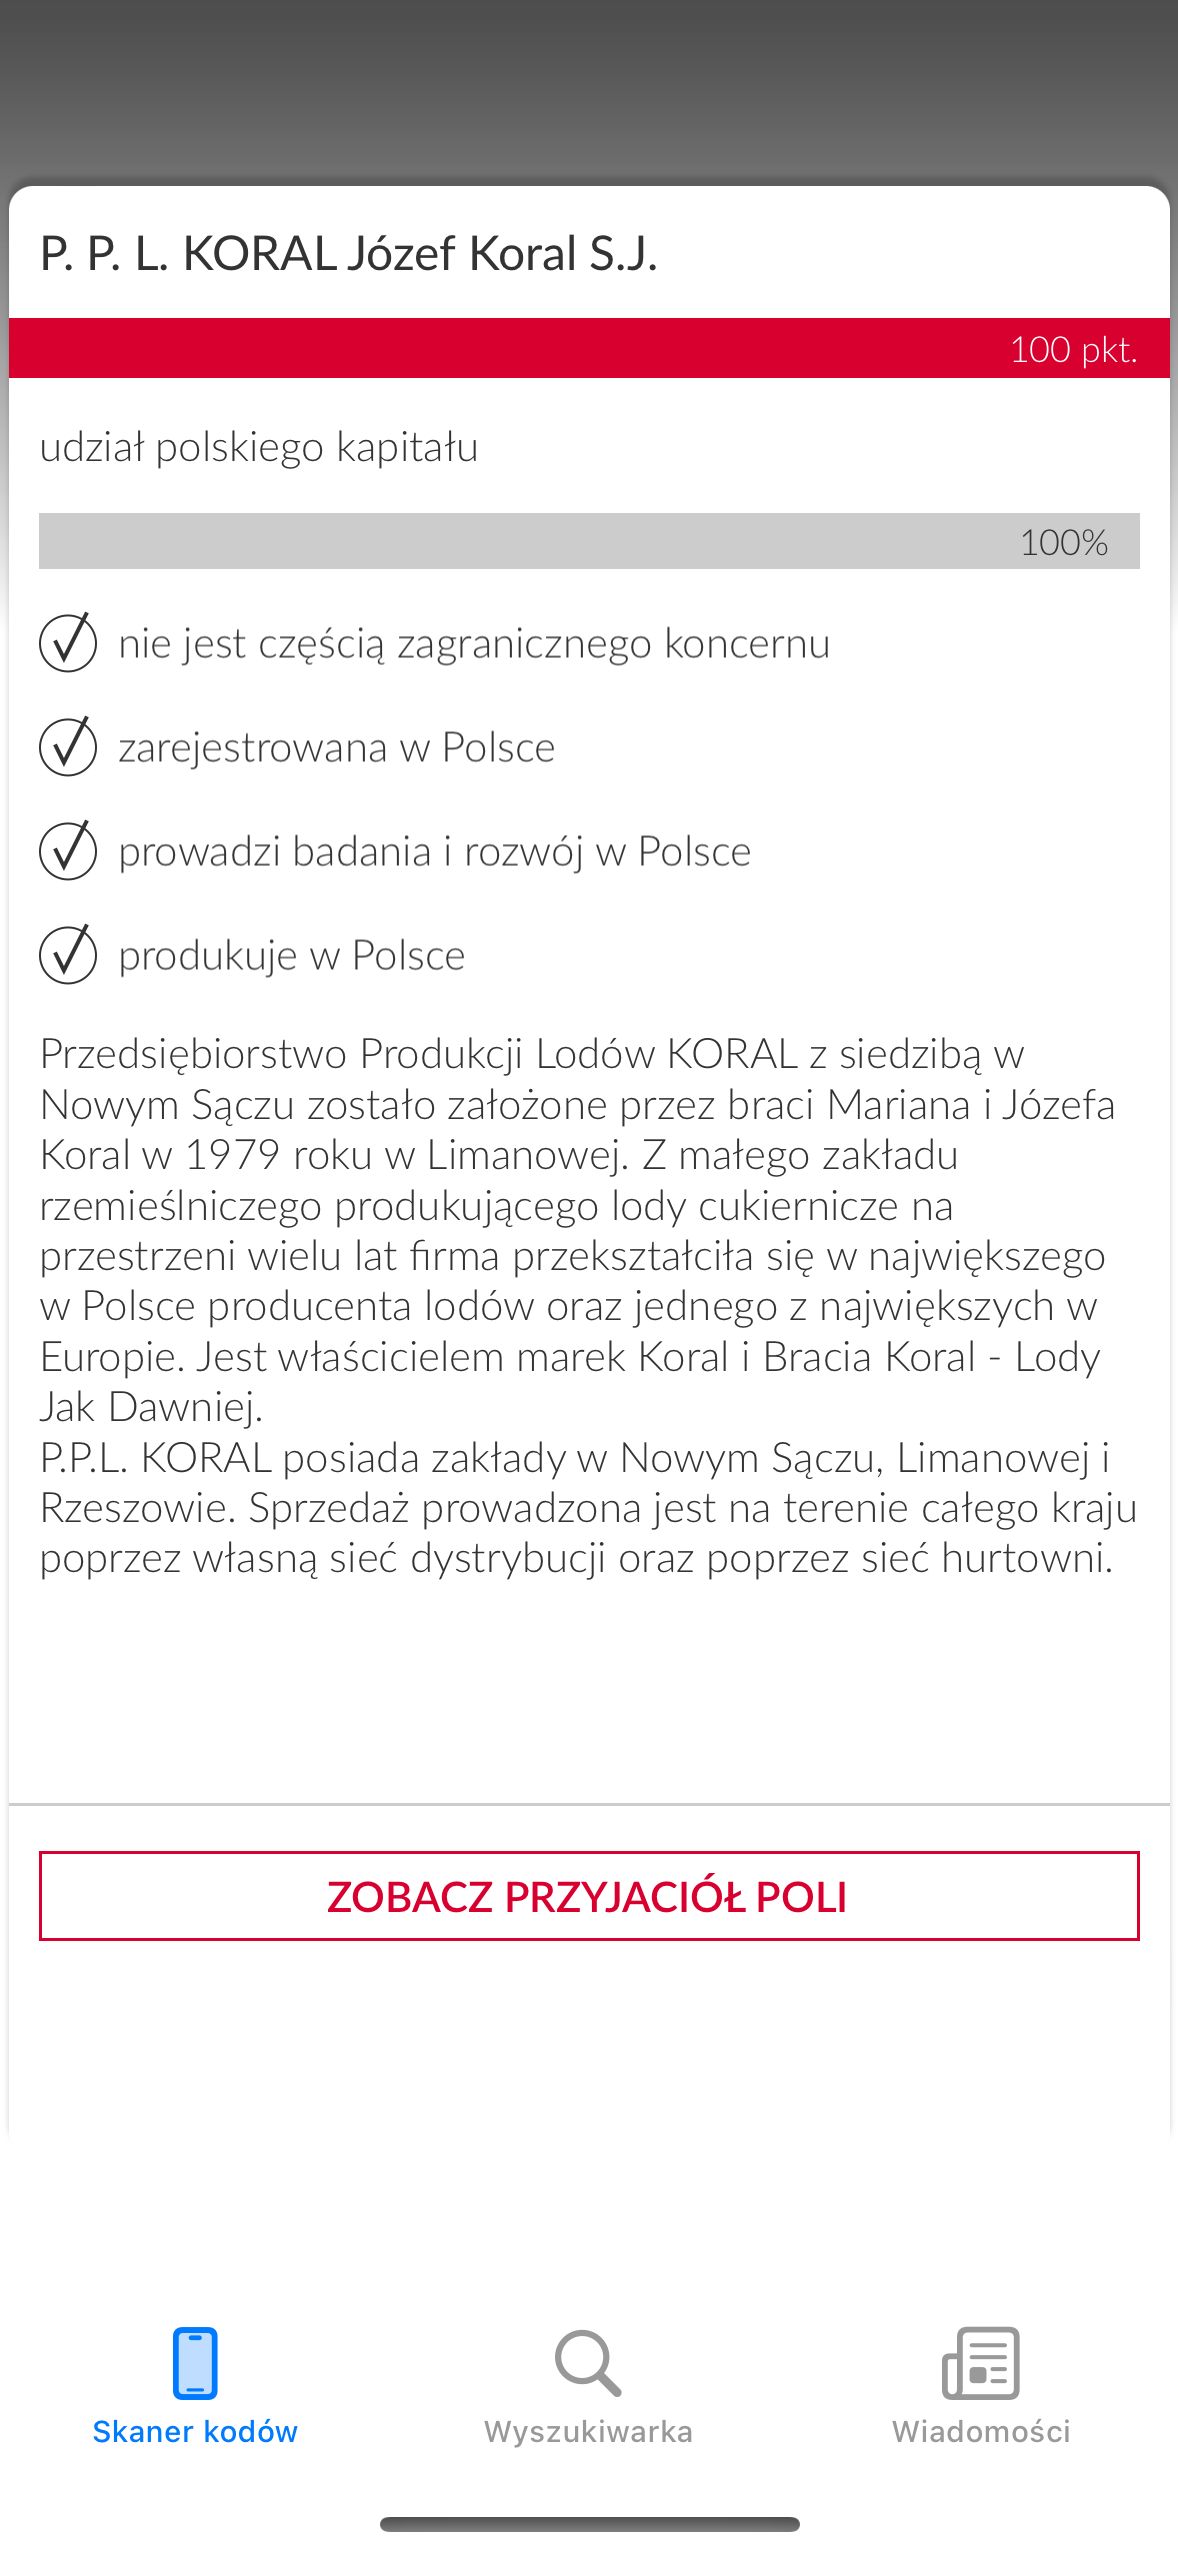 P. P. L. KORAL Józef Koral S.J.
100 pkt.
udział polskiego kapitału
100%
nie jest częścią zagranicznego koncernu
zarejestrowana w Polsce
prowadzi badania i rozwój w Polsce
produkuje w Polsce
Przedsiębiorstwo Produkcji Lodów KORAL z siedzibą w
Nowym Sączu zostało założone przez braci Mariana i Józefa
Koral w 1979 roku w Limanowej. Z małego zakładu
rzemieślniczego produkującego lody cukiernicze na
przestrzeni wielu lat firma przekształciła się w największego
w Polsce producenta lodów oraz jednego z największych w
Europie. Jest właścicielem marek Koral i Bracia Koral - Lody
Jak Dawniej.
P.P.L. KORAL posiada zakłady w Nowym Sączu, Limanowej i
Rzeszowie. Sprzedaż prowadzona jest na terenie całego kraju
poprzez własną sieć dystrybucji oraz poprzez sieć hurtowni.
ZOBACZ PRZYJACIÓŁ POLI
Skaner kodów
Wyszukiwarka
Wiadomości